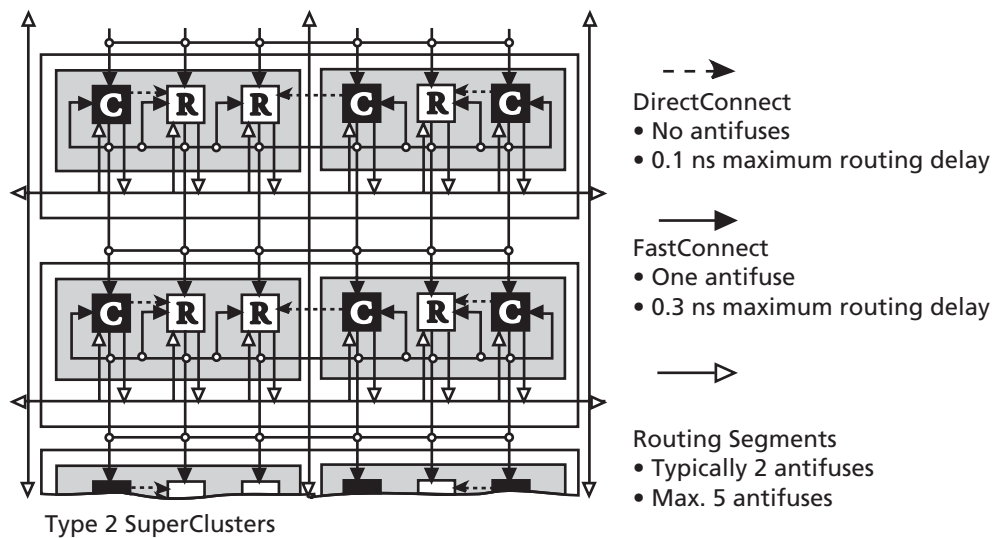 C R R C R C
DirectConnect
• No antifuses
• 0.1 ns maximum routing delay
FastConnect
• One antifuse
• 0.3 ns maximum routing delay
C R R C R C
Routing Segments
• Typically 2 antifuses
• Max. 5 antifuses
Type 2 SuperClusters